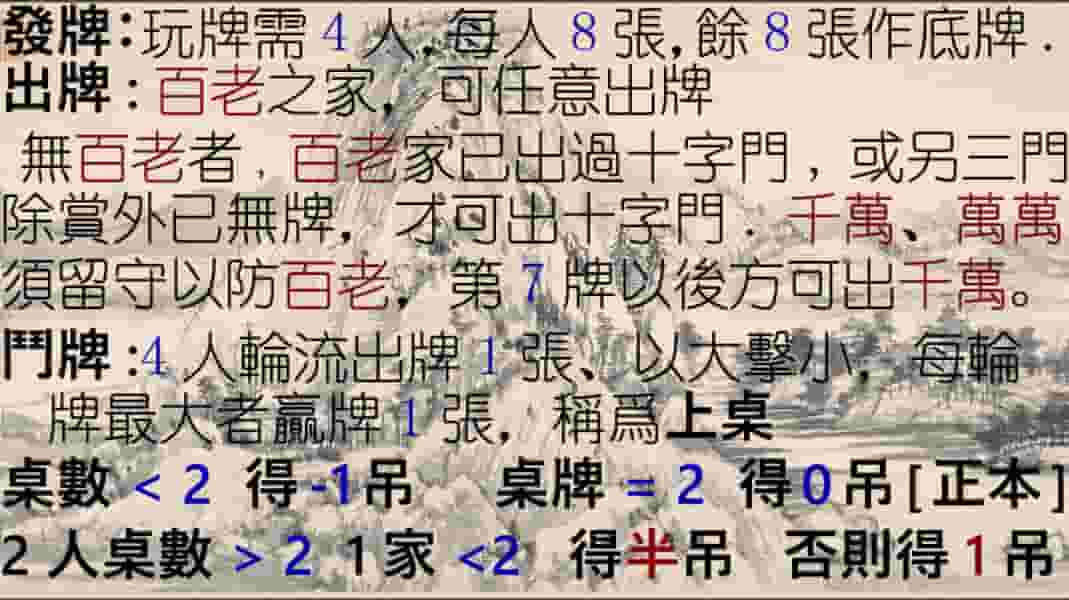 發牌:玩牌需 4 人,每人 8 張,餘 8 張作底牌 .
出牌 : 百老之家, 可任意出牌
無百老者 , 百老家已出過十字門 , 或另三門
除賞外已無牌, 才可出十字門 . 千萬、萬萬
須留守以防百老, 第 7 牌以後方可出千萬。
鬥牌 :4 人輪流出牌 1 張、以大擊小, 每輪
牌最大者贏牌 1 張, 稱爲上桌
桌數 < 2 得 -1吊 桌牌 = 2 得 0 吊 [ 正本 ]
2 人桌數 > 2 1 家 <2 得半吊 否則得 1 吊